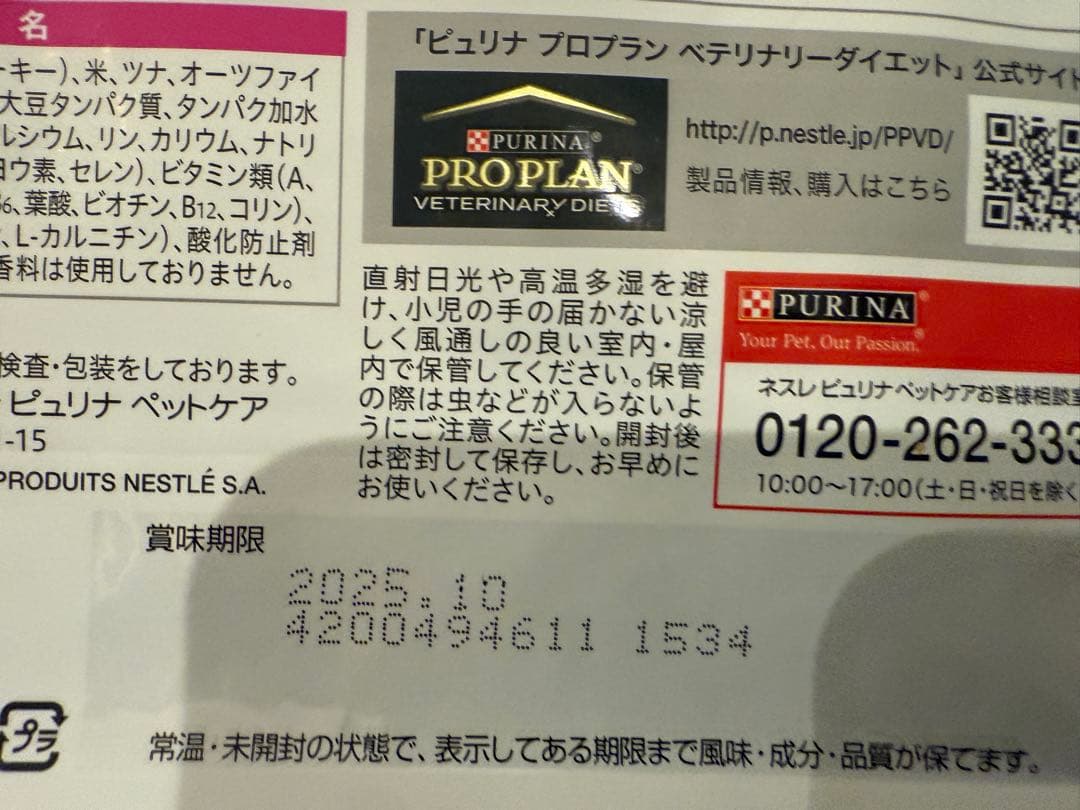 名
ーキー)、米、ツナ、オーツファイ
大豆タンパク質、タンパク加水
ルシウム、リン、カリウム、ナトリ
ヨウ素、セレン)、ビタミン類(A、
B6、葉酸、ビオチン、B12、コリン)、
、L-カルニチン)、酸化防止剤
香料は使用しておりません。
検査・包装をしております。
ピュリナ ペットケア
1-15
PRODUITS NESTLÉ S.A.
「ピュリナ プロプラン ベテリナリーダイエット」公式サイト
PURINA®
PRO PLAN®
VETERINARY DIETS
http://p.nestle.jp/PPVD/
製品情報、購入はこちら
直射日光や高温多湿を避
け、小児の手の届かない涼
しく風通しの良い室内・屋
内で保管してください。保管
の際は虫などが入らないよ
うにご注意ください。開封後
は密封して保存し、お早めに
お使いください。
PURINA®
Your Pet, Our Passion.®
ネスレ ピュリナ ペットケアお客様相談室
0120-262-333
10:00〜17:00(土・日・祝日を除く
賞味期限
2025.10
4200494611 1534
プラ
常温・未開封の状態で、表示してある期限まで風味・成分・品質が保てます。